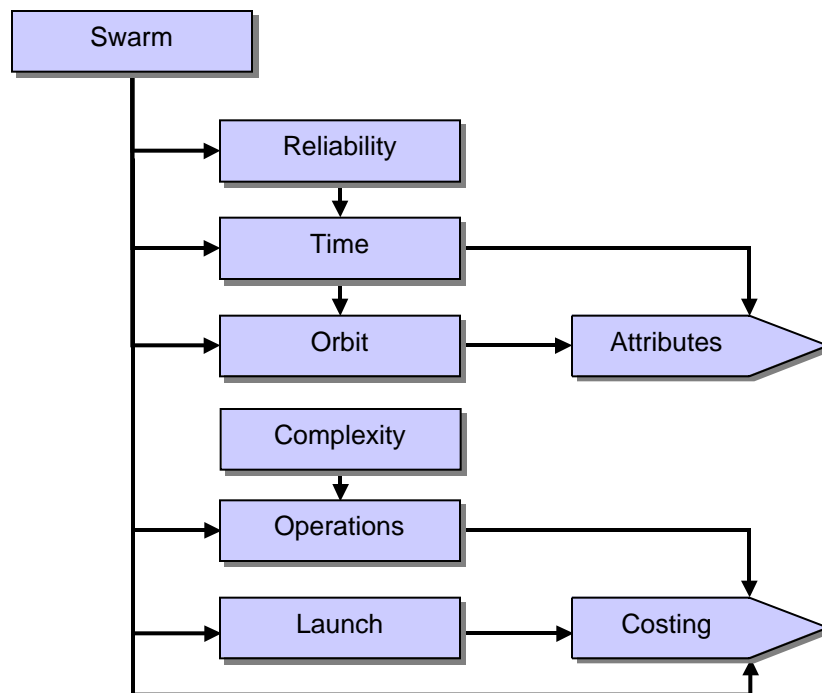 Swarm
Reliability
Time
Orbit
Attributes
Complexity
Operations
Launch
Costing